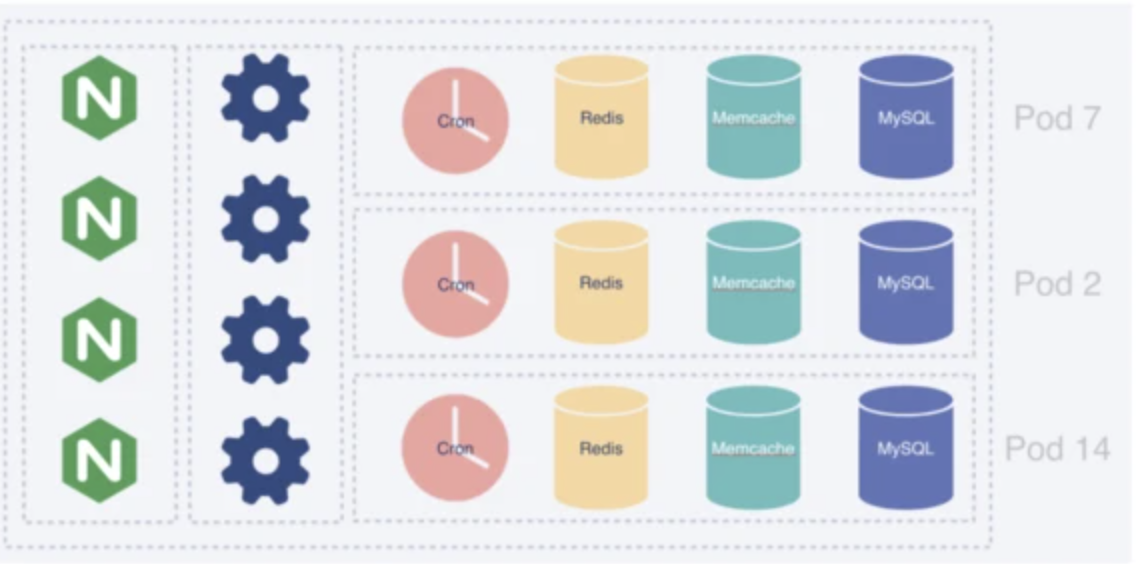 N
Cron Redis Memcache MySQL Pod 7
N
Cron Redis Memcache MySQL Pod 2
N
Cron Redis Memcache MySQL Pod 14
N